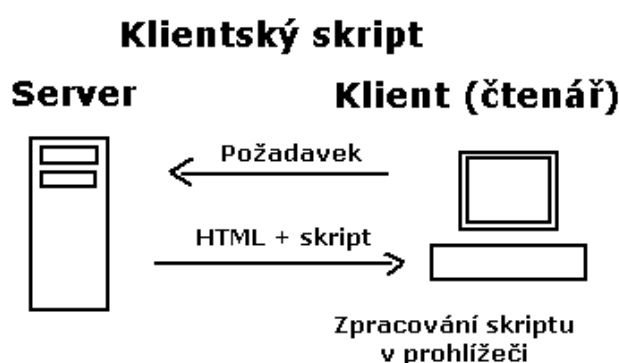 Klientský skript
Server
Klient (čtenář)
Požadavek
HTML + skript
Zpracování skriptu
v prohlížeči